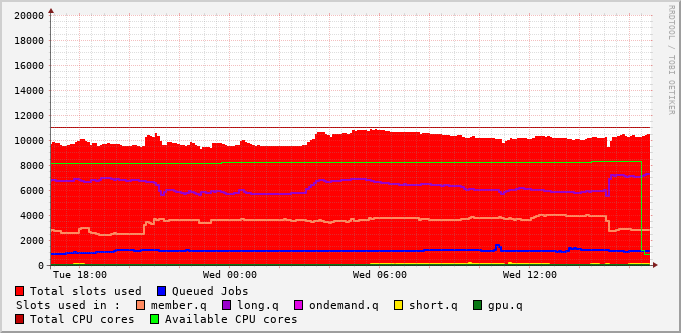 20000
18000
16000
14000
12000
10000
8000
6000
4000
2000
0
Tue 18:00 Wed 00:00 Wed 06:00 Wed 12:00
Total slots used Queued Jobs
Slots used in : member.q long.q ondemand.q short.q gpu.q
Total CPU cores Available CPU cores
RRDTOOL / TOBI OETIKER